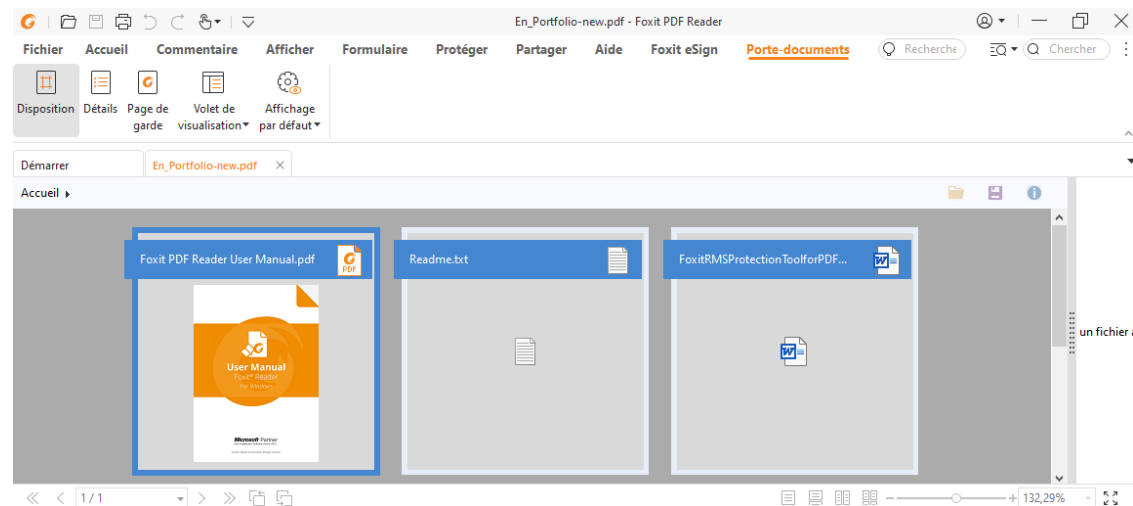 En_Portfolio-new.pdf - Foxit PDF Reader
Fichier Accueil Commentaire Afficher Formulaire Protéger Partager Aide Foxit eSign Porte-documents Recherche Chercher
Disposition Détails Page de garde Volet de visualisation Affichage par défaut
Démarrer En_Portfolio-new.pdf
Accueil
un fichier
Foxit PDF Reader User Manual.pdf PDF
Readme.txt
FoxitRMSProtectionToolforPDF...
User Manual
Foxit® Reader
For Windows
Microsoft Partner
1 / 1
132,29%